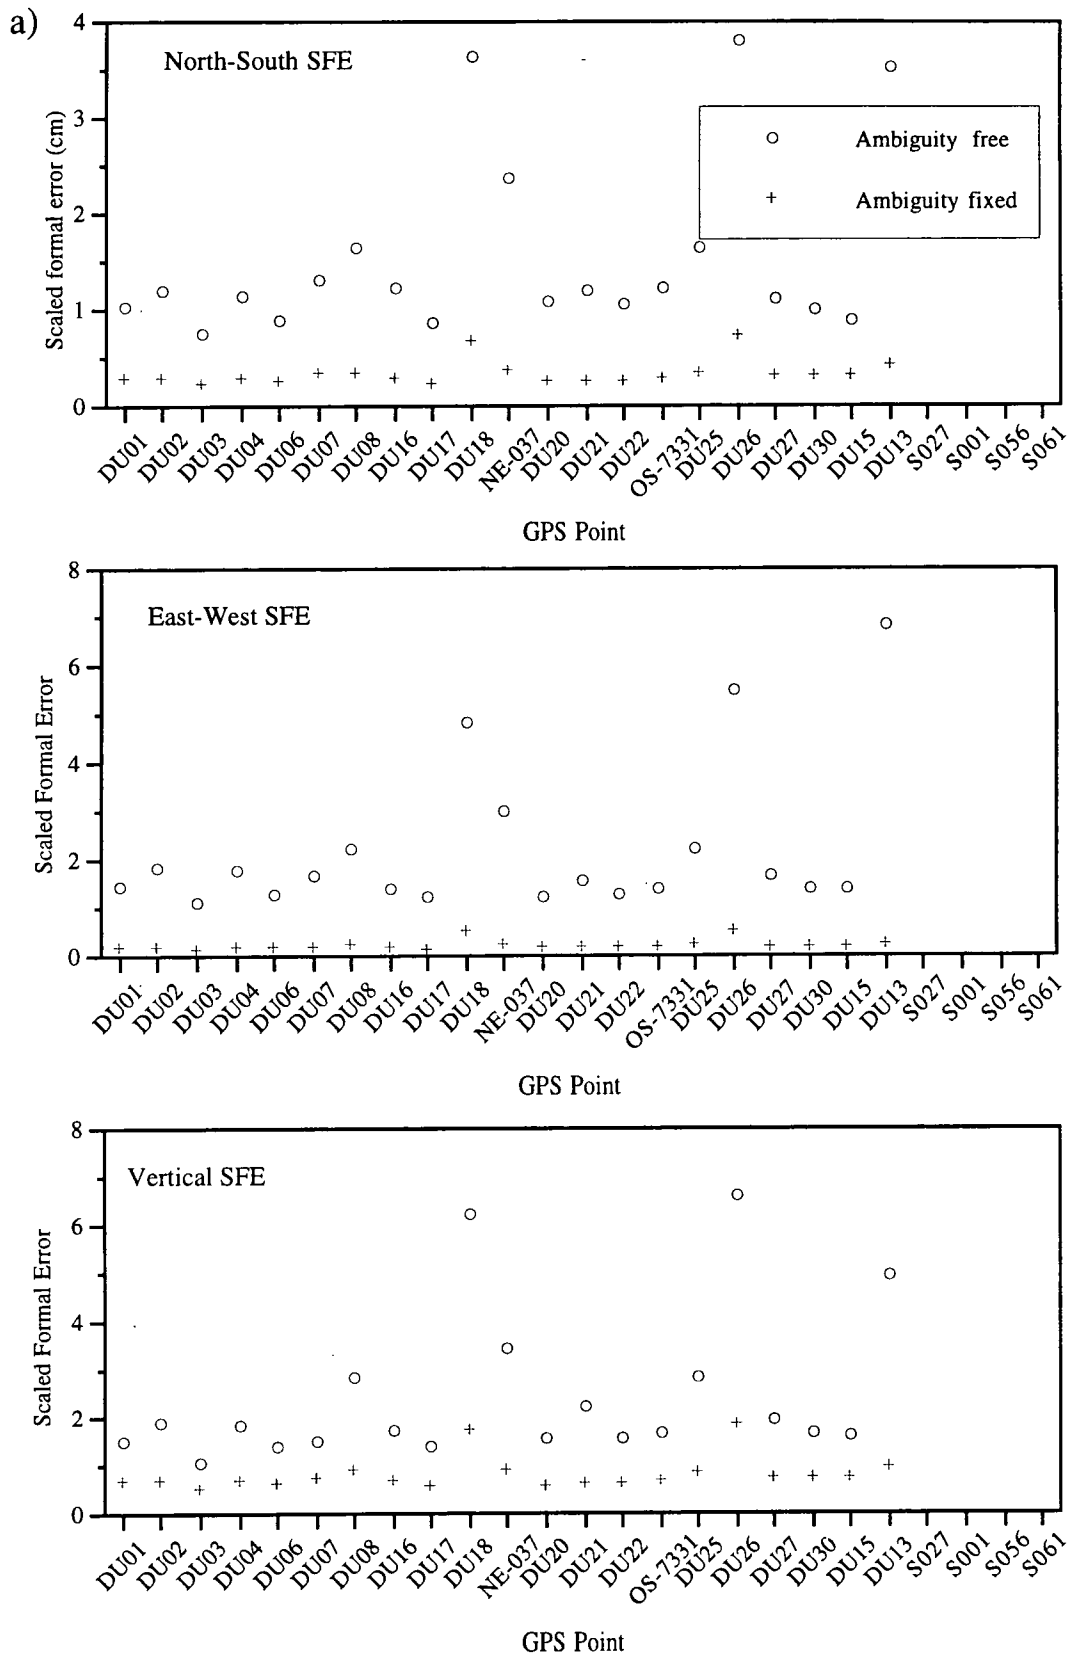 a)
4
3
2
1
0
Scaled formal error (cm)
North-South SFE
Ambiguity free
Ambiguity fixed
DU01 DU02 DU03 DU04 DU06 DU07 DU08 DU16 DU17 DU18 NE-037 DU20 DU21 DU22 OS-7331 DU25 DU26 DU27 DU30 DU15 DU13 S027 S001 S056 S061
GPS Point
8
6
4
2
0
Scaled Formal Error
East-West SFE
DU01 DU02 DU03 DU04 DU06 DU07 DU08 DU16 DU17 DU18 NE-037 DU20 DU21 DU22 OS-7331 DU25 DU26 DU27 DU30 DU15 DU13 S027 S001 S056 S061
GPS Point
8
6
4
2
0
Scaled Formal Error
Vertical SFE
DU01 DU02 DU03 DU04 DU06 DU07 DU08 DU16 DU17 DU18 NE-037 DU20 DU21 DU22 OS-7331 DU25 DU26 DU27 DU30 DU15 DU13 S027 S001 S056 S061
GPS Point